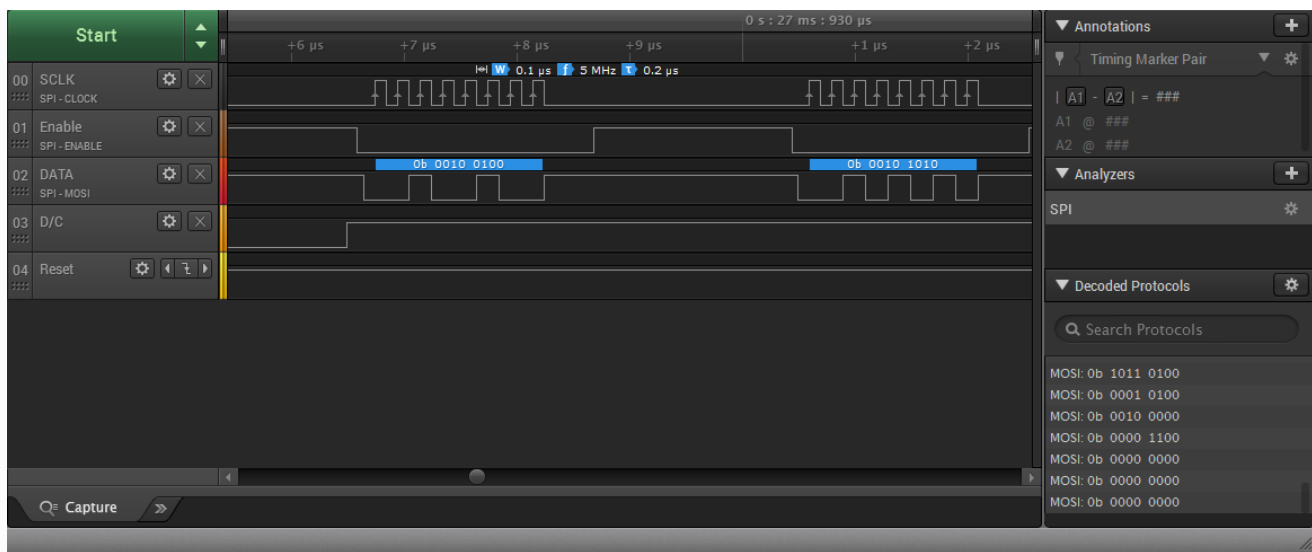 Start
0 s : 27 ms : 930 µs
+6 µs +7 µs +8 µs +9 µs +1 µs +2 µs
00 SCLK
SPI - CLOCK
W 0.1 µs f 5 MHz T 0.2 µs
01 Enable
SPI - ENABLE
02 DATA
SPI - MOSI
0b 0010 0100
0b 0010 1010
03 D/C
04 Reset
Capture
Annotations
Timing Marker Pair
| A1 - A2 | = ###
A1 @ ###
A2 @ ###
Analyzers
SPI
Decoded Protocols
Search Protocols
MOSI: 0b 1011 0100
MOSI: 0b 0001 0100
MOSI: 0b 0010 0000
MOSI: 0b 0000 1100
MOSI: 0b 0000 0000
MOSI: 0b 0000 0000
MOSI: 0b 0000 0000